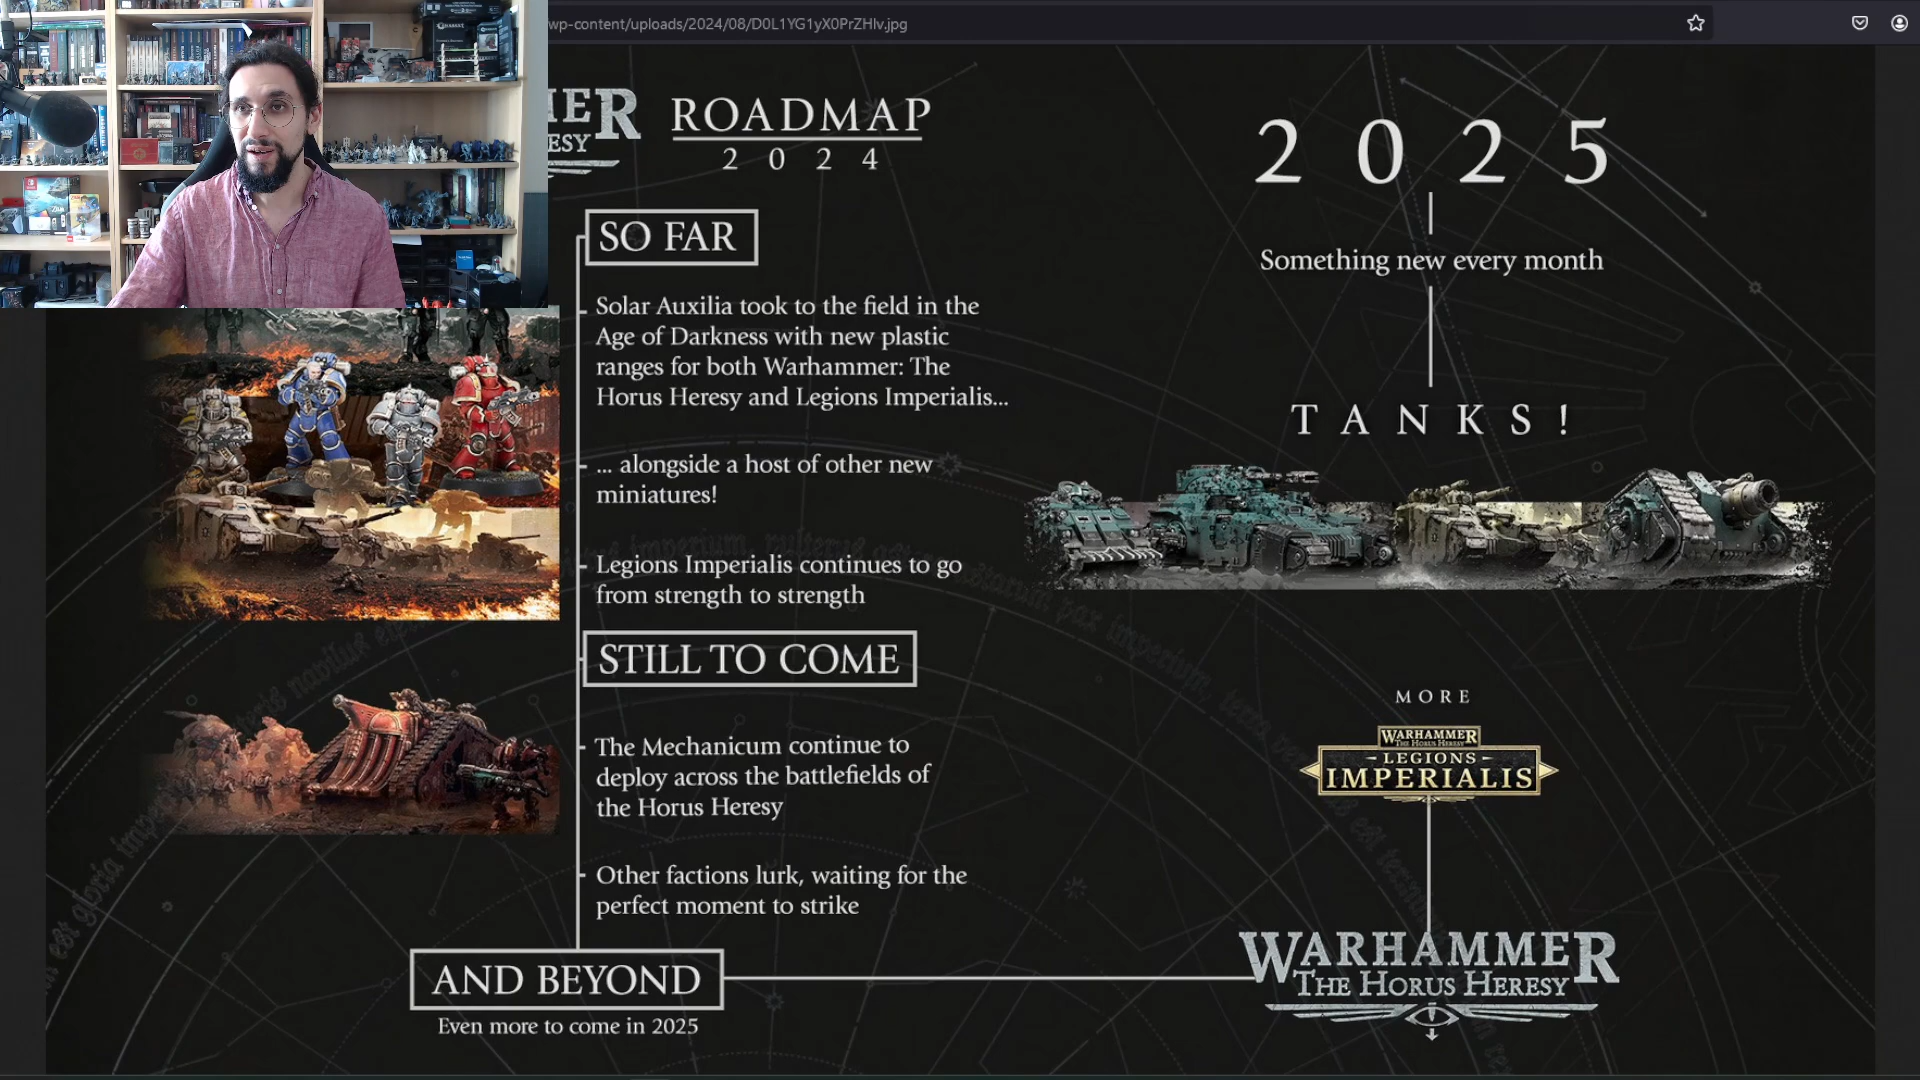 wp-content/uploads/2024/08/D0L1YG1yX0PrZHlv.jpg
ROADMAP
2 0 2 4
SO FAR
Solar Auxilia took to the field in the
Age of Darkness with new plastic
ranges for both Warhammer: The
Horus Heresy and Legions Imperialis...
... alongside a host of other new
miniatures!
Legions Imperialis continues to go
from strength to strength
STILL TO COME
The Mechanicum continue to
deploy across the battlefields of
the Horus Heresy
Other factions lurk, waiting for the
perfect moment to strike
AND BEYOND
Even more to come in 2025
2 0 2 5
Something new every month
T A N K S !
MORE
WARHAMMER
THE HORUS HERESY
LEGIONS
IMPERIALIS
WARHAMMER
THE HORUS HERESY